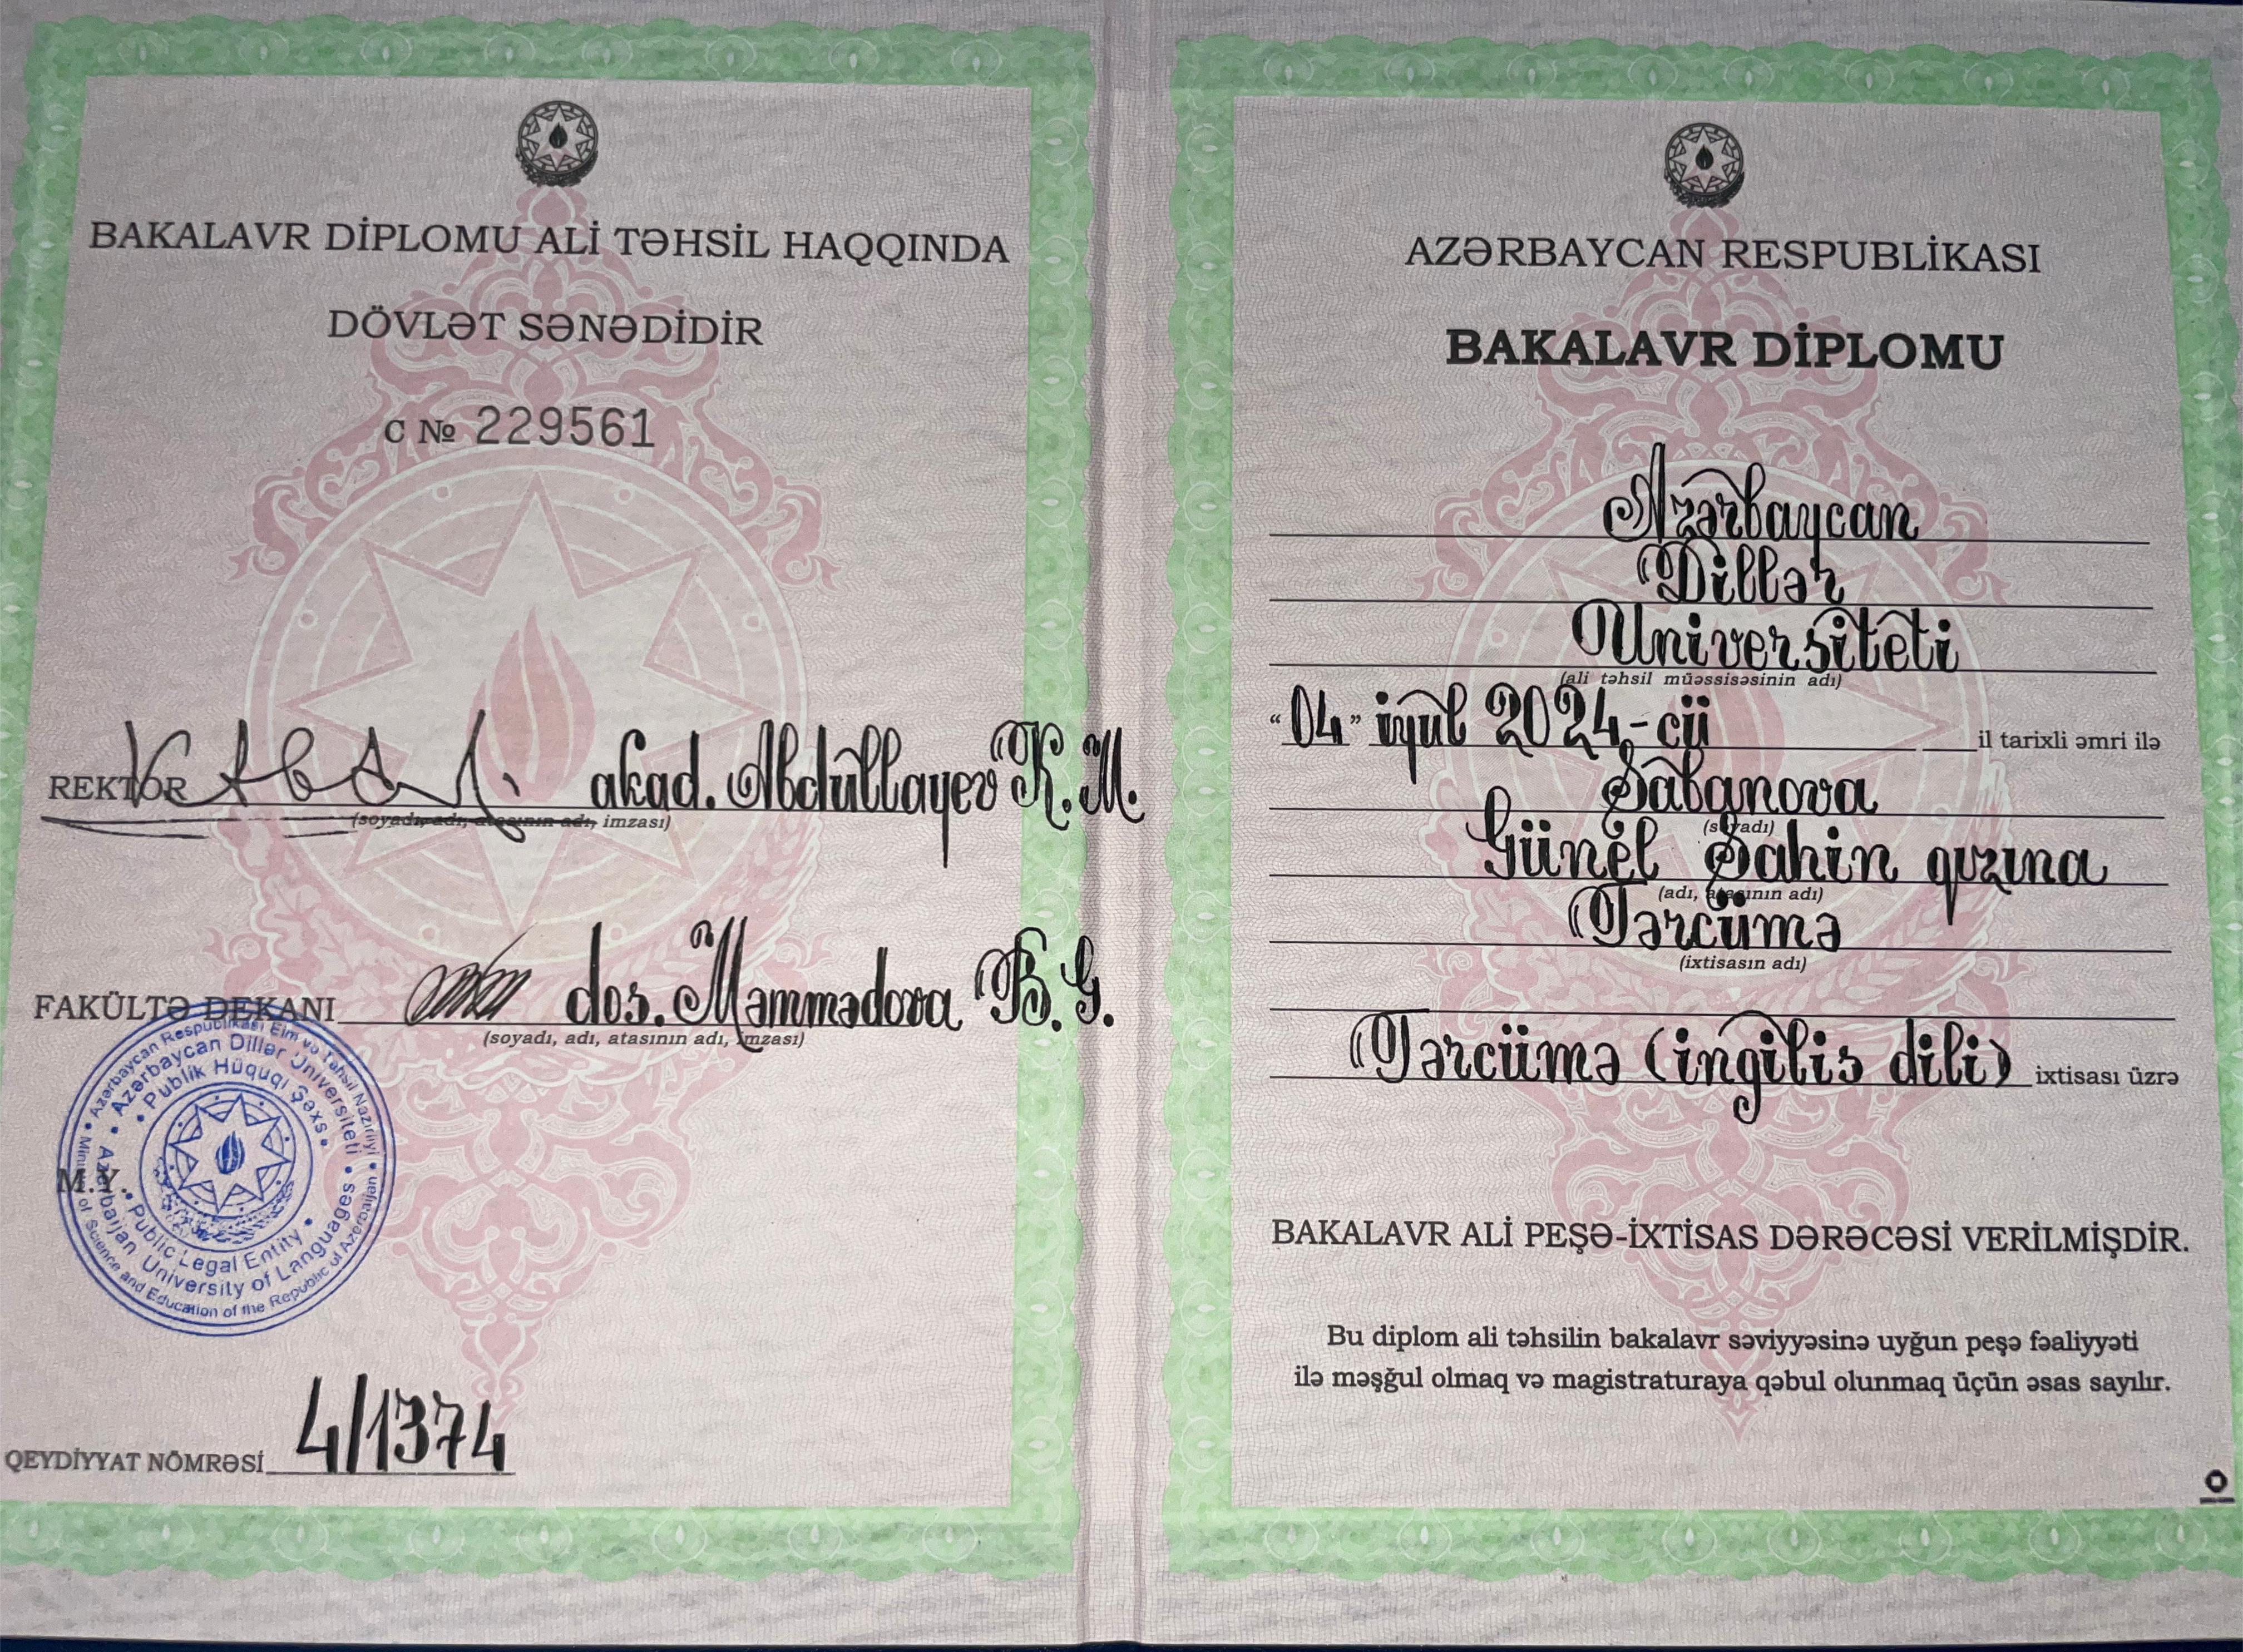 BAKALAVR DİPLOMU ALİ TƏHSİL HAQQINDA
DÖVLƏT SƏNƏDİDİR
C № 229561
REKTOR akad. Abdullayev K.M.
(soyadı, adı, atasının adı, imzası)
FAKÜLTƏ DEKANI dos. Məmmədova B.G.
(soyadı, adı, atasının adı, imzası)
Azərbaycan Respublikası Elm və Təhsil Nazirliyi
Azərbaycan Dillər Universiteti
Publik Hüquqi Şəxs
Public Legal Entity
Azerbaijan University of Languages
Ministry of Science and Education of the Republic of Azerbaijan
M.Y.
QEYDİYYAT NÖMRƏSİ 4/1374
AZƏRBAYCAN RESPUBLİKASI
BAKALAVR DİPLOMU
Azərbaycan
Dillər
Universiteti
(ali təhsil müəssisəsinin adı)
“04” iyul 2024-cü il tarixli əmri ilə
Şabanova
(soyadı)
Günel Şahin qızına
(adı, atasının adı)
Tərcümə
(ixtisasın adı)
Tərcümə (ingilis dili) ixtisası üzrə
BAKALAVR ALİ PEŞƏ-İXTİSAS DƏRƏCƏSİ VERİLMİŞDİR.
Bu diplom ali təhsilin bakalavr səviyyəsinə uyğun peşə fəaliyyəti
ilə məşğul olmaq və magistraturaya qəbul olunmaq üçün əsas sayılır.